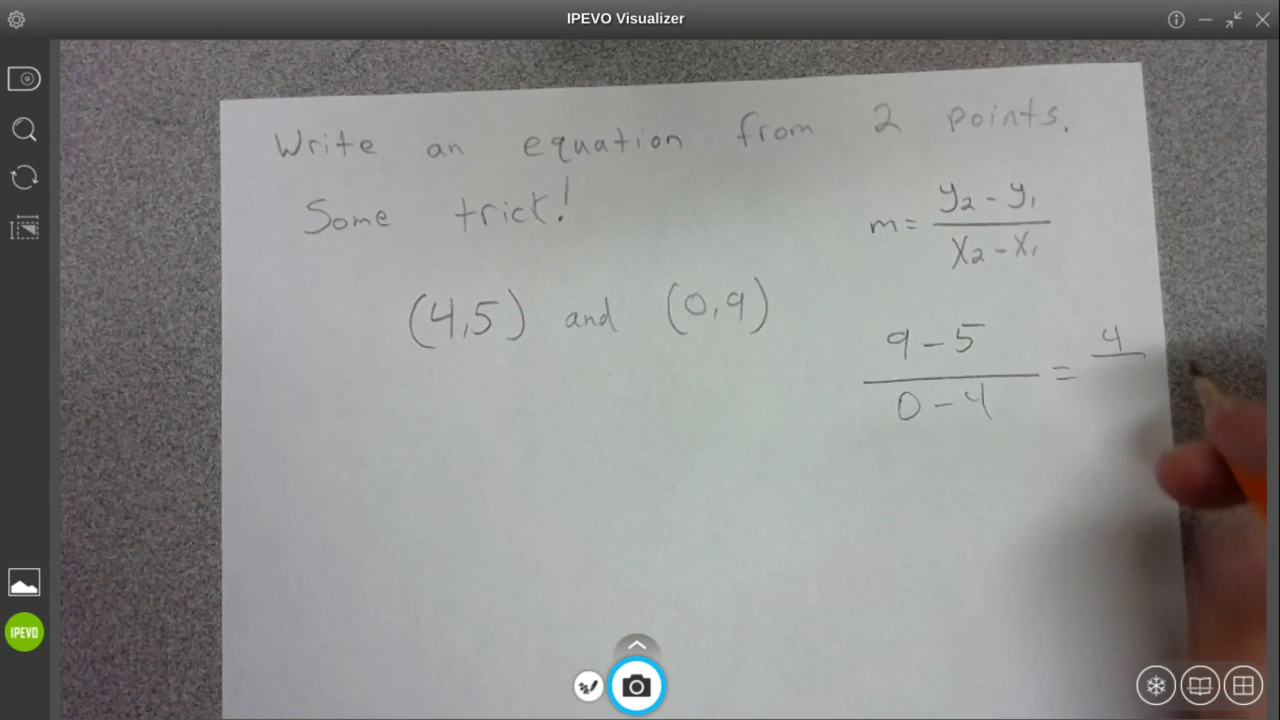 IPEVO Visualizer
Write an equation from 2 points.
Some trick!
m = y₂ - y₁ / x₂ - x₁
(4,5) and (0,9)
9 - 5 / 0 - 4 = 4 /
IPEVO